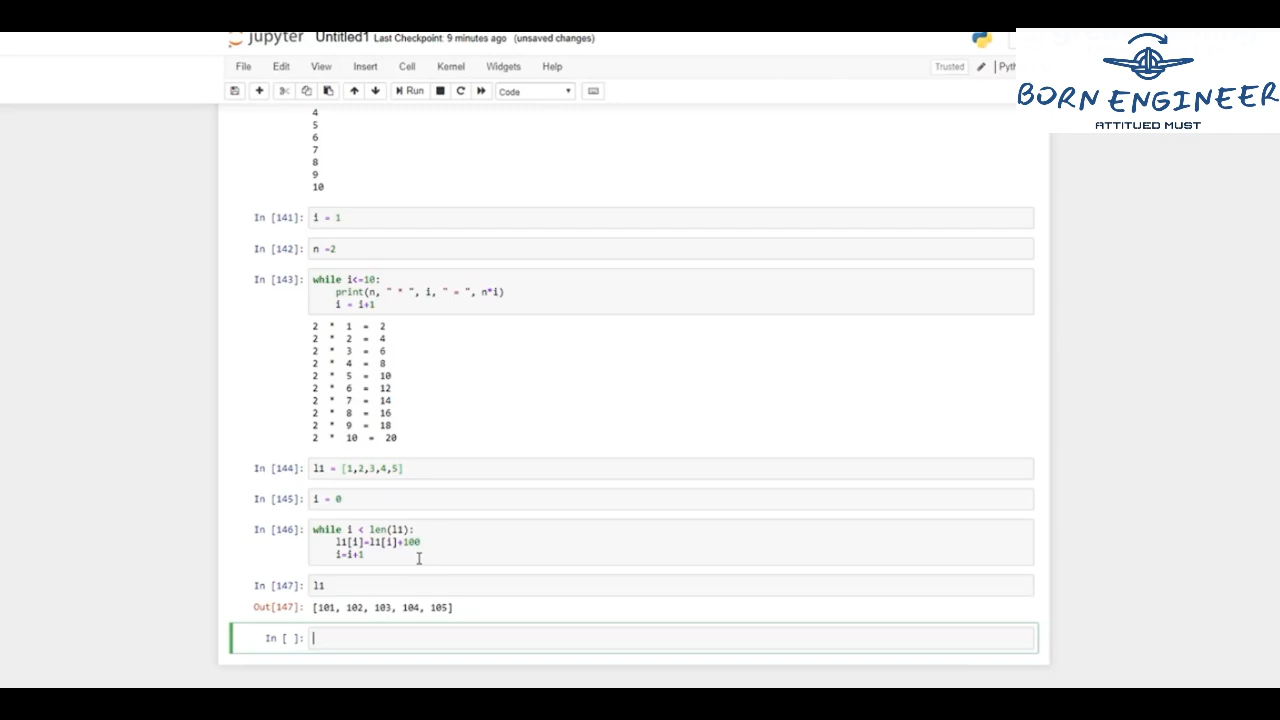 jupyter Untitled1 Last Checkpoint: 9 minutes ago (unsaved changes)
File Edit View Insert Cell Kernel Widgets Help Trusted Pyth
Run Code
BORN ENGINEER
ATTITUED MUST
4
5
6
7
8
9
10
In [141]: i = 1
In [142]: n =2
In [143]: while i<=10:
print(n, " * ", i, " = ", n*i)
i = i+1
2 * 1 = 2
2 * 2 = 4
2 * 3 = 6
2 * 4 = 8
2 * 5 = 10
2 * 6 = 12
2 * 7 = 14
2 * 8 = 16
2 * 9 = 18
2 * 10 = 20
In [144]: l1 = [1,2,3,4,5]
In [145]: i = 0
In [146]: while i < len(l1):
l1[i]=l1[i]+100
i=i+1
In [147]: l1
Out[147]: [101, 102, 103, 104, 105]
In [ ]: